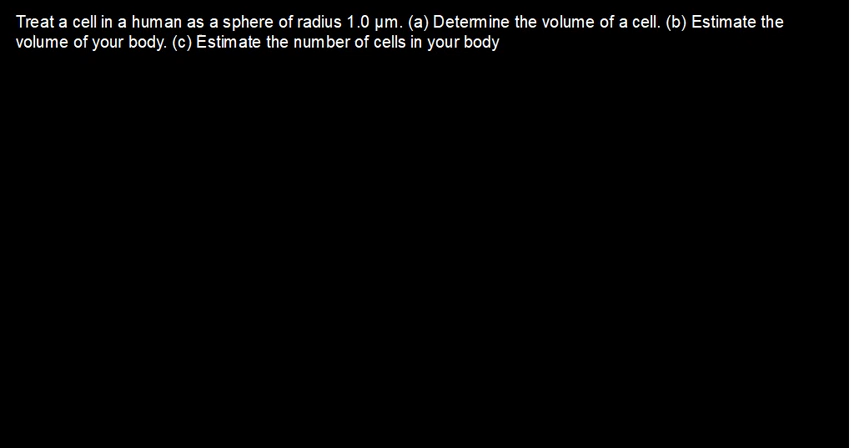 Treat a cell in a human as a sphere of radius 1.0 µm. (a) Determine the volume of a cell. (b) Estimate the
volume of your body. (c) Estimate the number of cells in your body